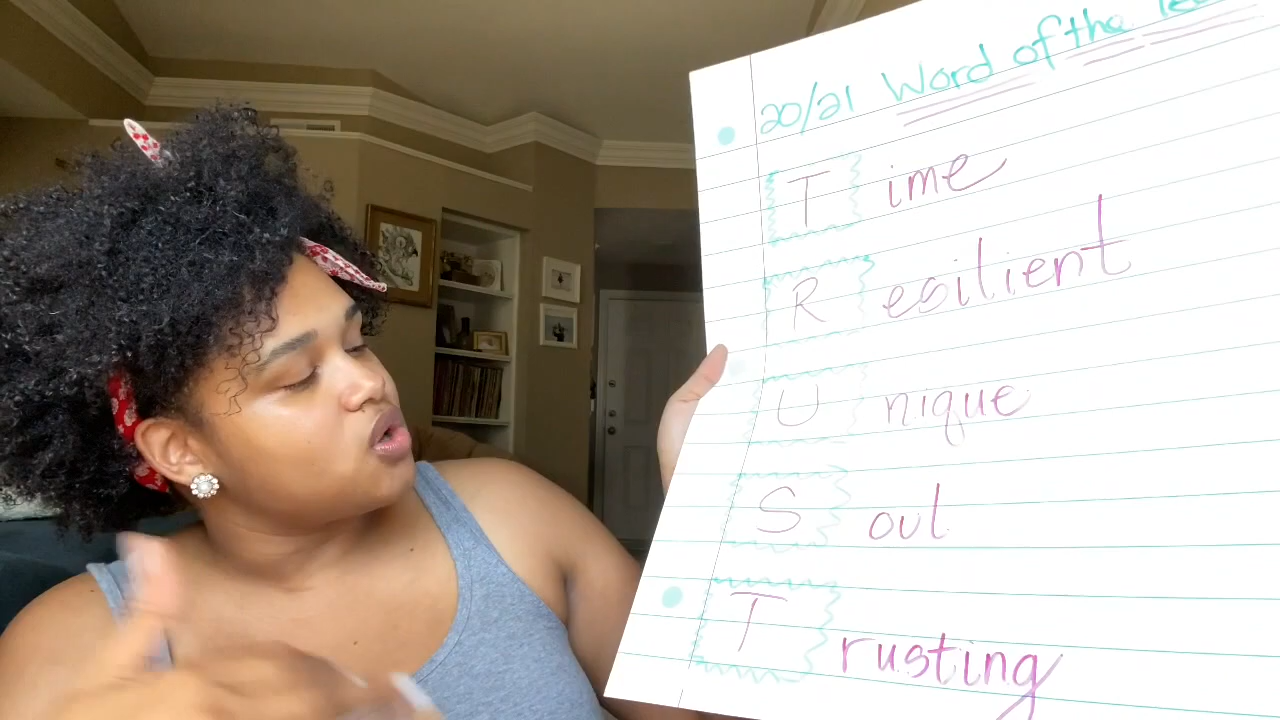 20/21 Word of the
Time
Resilient
Unique
Soul
Trusting